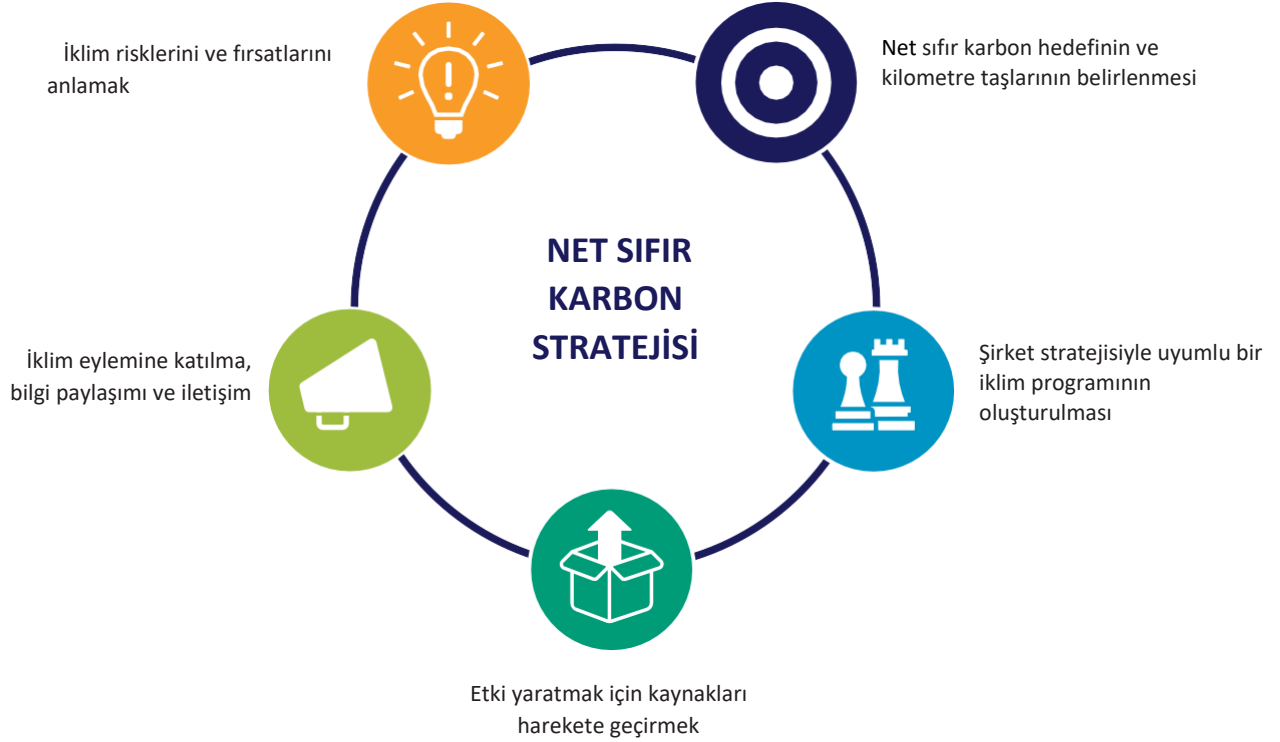 İklim risklerini ve fırsatlarını
anlamak
Net sıfır karbon hedefinin ve
kilometre taşlarının belirlenmesi
NET SIFIR
KARBON
STRATEJİSİ
İklim eylemine katılma,
bilgi paylaşımı ve iletişim
Şirket stratejisiyle uyumlu bir
iklim programının
oluşturulması
Etki yaratmak için kaynakları
harekete geçirmek